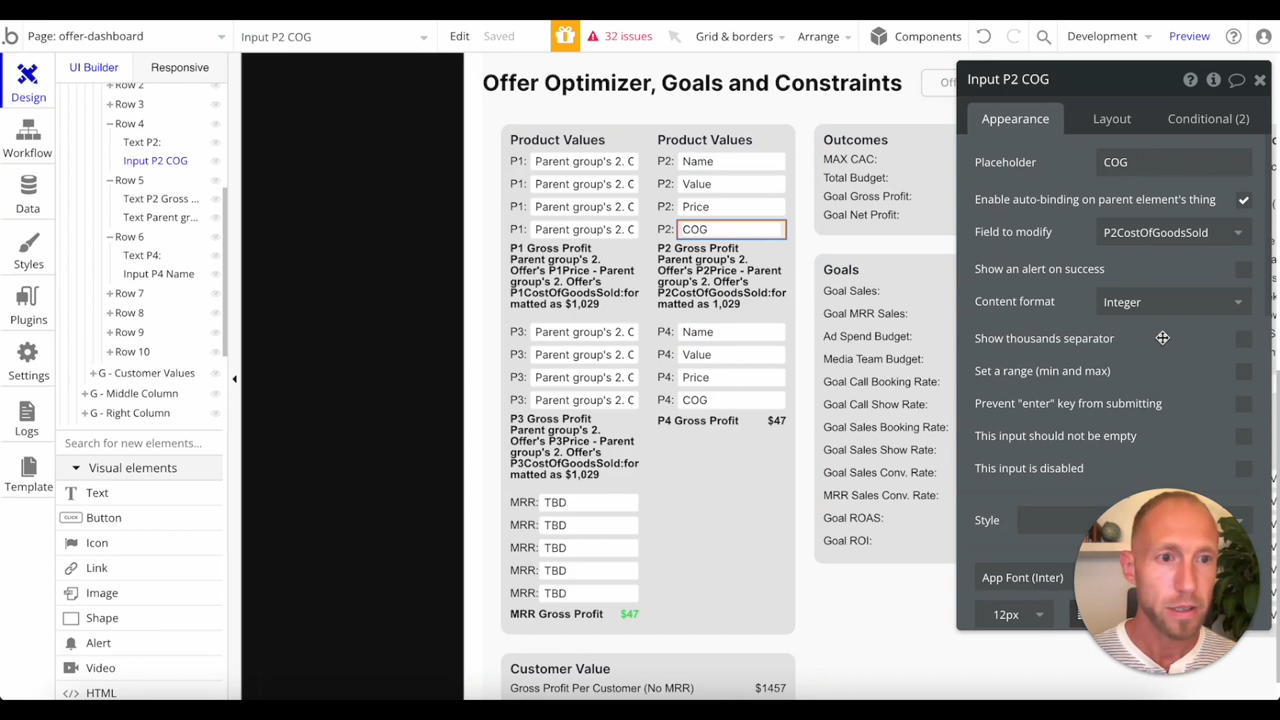 Page: offer-dashboard
Input P2 COG
Edit
Saved
32 issues
Grid & borders
Arrange
Components
Development
Preview
UI Builder
Responsive
Design
Workflow
Data
Styles
Plugins
Settings
Logs
Template
Row 2
Row 3
Row 4
Text P2:
Input P2 COG
Row 5
Text P2 Gross ...
Text Parent gr...
Row 6
Text P4:
Input P4 Name
Row 7
Row 8
Row 9
Row 10
G - Customer Values
G - Middle Column
G - Right Column
Search for new elements...
Visual elements
Text
CLICK
Button
Icon
Link
Image
Shape
Alert
Video
</> HTML
Offer Optimizer, Goals and Constraints
Product Values
P1: Parent group's 2. C
P1: Parent group's 2. C
P1: Parent group's 2. C
P1: Parent group's 2. C
P1 Gross Profit
Parent group's 2.
Offer's P1Price - Parent
group's 2. Offer's
P1CostOfGoodsSold:for
matted as $1,029
Product Values
P2: Name
P2: Value
P2: Price
P2: COG
P2 Gross Profit
Parent group's 2.
Offer's P2Price - Parent
group's 2. Offer's
P2CostOfGoodsSold:for
matted as $1,029
P3: Parent group's 2. C
P3: Parent group's 2. C
P3: Parent group's 2. C
P3: Parent group's 2. C
P3 Gross Profit
Parent group's 2.
Offer's P3Price - Parent
group's 2. Offer's
P3CostOfGoodsSold:for
matted as $1,029
P4: Name
P4: Value
P4: Price
P4: COG
P4 Gross Profit $47
MRR: TBD
MRR: TBD
MRR: TBD
MRR: TBD
MRR: TBD
MRR Gross Profit $47
Customer Value
Gross Profit Per Customer (No MRR) $1457
Outcomes
MAX CAC:
Total Budget:
Goal Gross Profit:
Goal Net Profit:
Goals
Goal Sales:
Goal MRR Sales:
Ad Spend Budget:
Media Team Budget:
Goal Call Booking Rate:
Goal Call Show Rate:
Goal Sales Booking Rate:
Goal Sales Show Rate:
Goal Sales Conv. Rate:
MRR Sales Conv. Rate:
Goal ROAS:
Goal ROI:
Input P2 COG
Appearance
Layout
Conditional (2)
Placeholder COG
Enable auto-binding on parent element's thing
Field to modify P2CostOfGoodsSold
Show an alert on success
Content format Integer
Show thousands separator
Set a range (min and max)
Prevent "enter" key from submitting
This input should not be empty
This input is disabled
Style
App Font (Inter)
12px